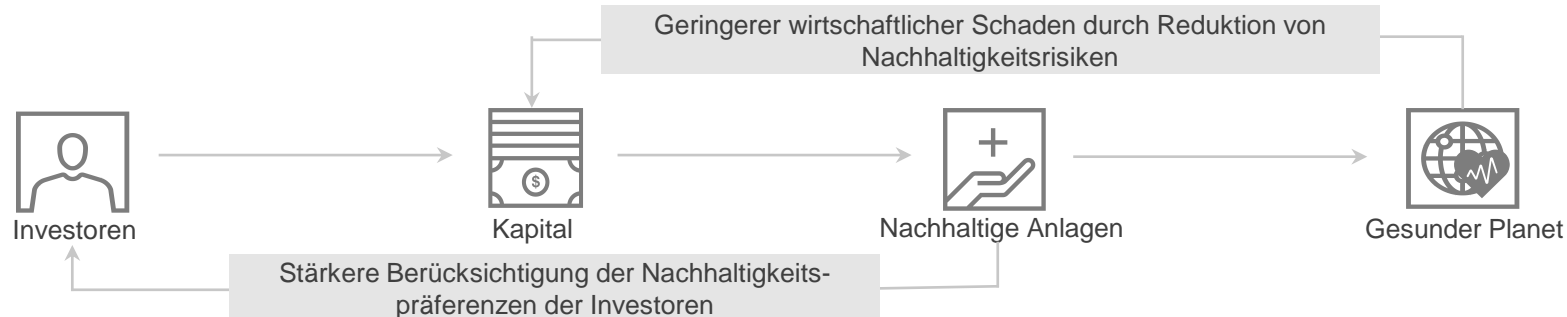 Geringerer wirtschaftlicher Schaden durch Reduktion von
Nachhaltigkeitsrisiken
$
Investoren
Kapital
Nachhaltige Anlagen
Gesunder Planet
Stärkere Berücksichtigung der Nachhaltigkeits-
präferenzen der Investoren